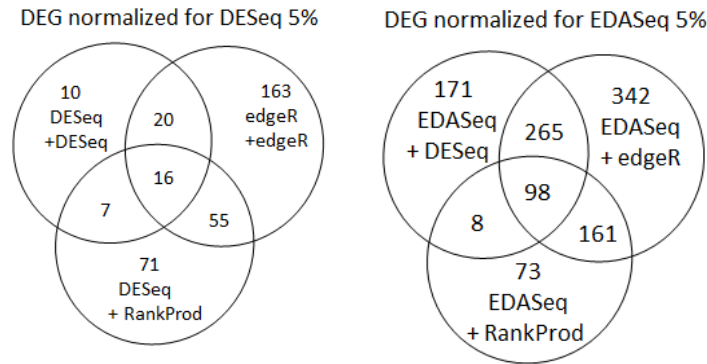 DEG normalized for DESeq 5%
10
DESeq
+DESeq
20
163
edgeR
+edgeR
16
7
55
71
DESeq
+ RankProd
DEG normalized for EDASeq 5%
171
EDASeq
+ DESeq
265
342
EDASeq
+ edgeR
98
8
161
73
EDASeq
+ RankProd